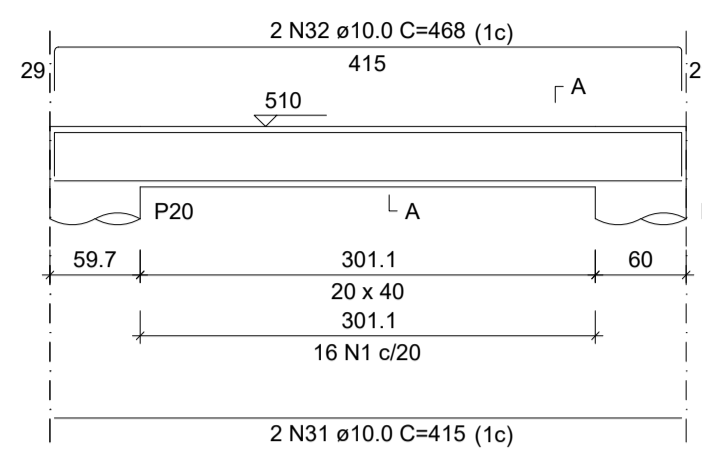 2 N32 ø10.0 C=468 (1c)
29
415
A
510
P20
A
59.7
301.1
60
20 x 40
301.1
16 N1 c/20
2 N31 ø10.0 C=415 (1c)